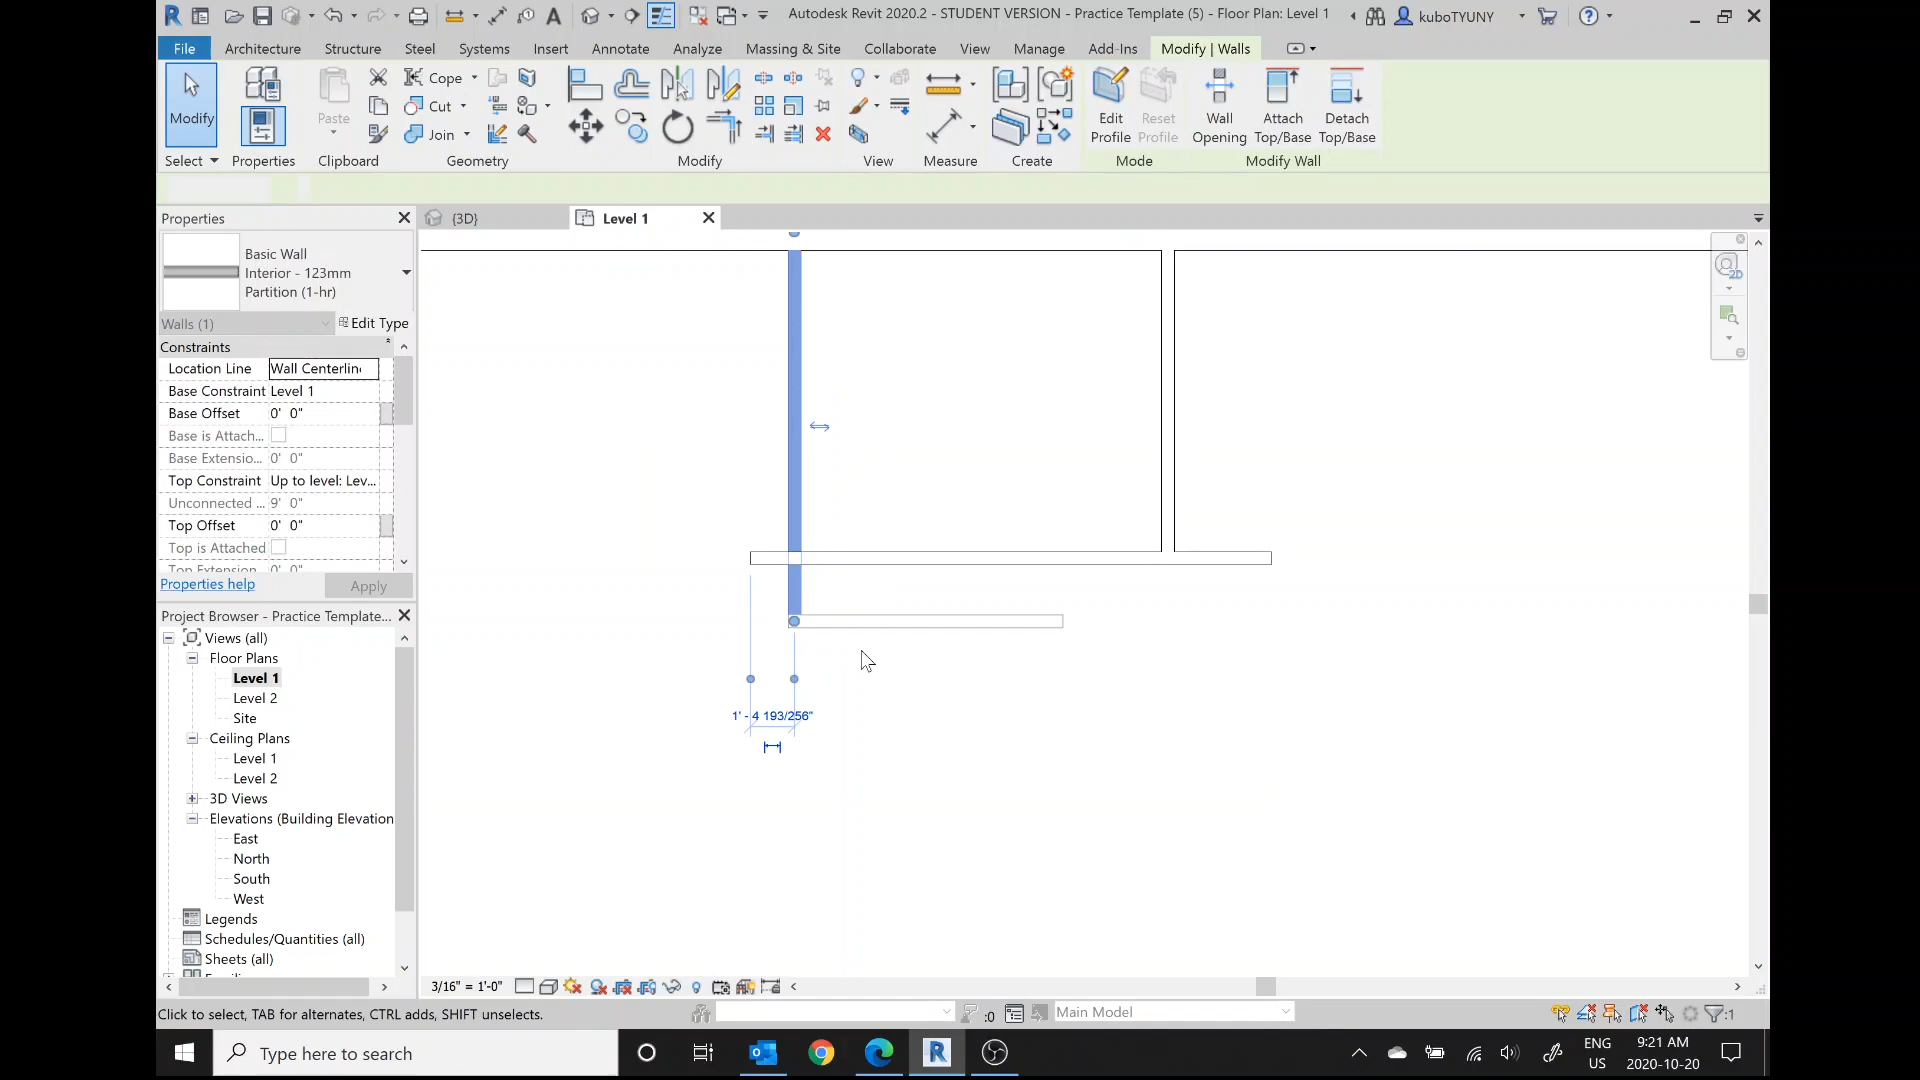 Autodesk Revit 2020.2 - STUDENT VERSION - Practice Template (5) - Floor Plan: Level 1
kuboTYUNY
File Architecture Structure Steel Systems Insert Annotate Analyze Massing & Site Collaborate View Manage Add-Ins Modify | Walls
Modify
Paste
Cope
Cut
Join
Edit Profile
Reset Profile
Wall Opening
Attach Top/Base
Detach Top/Base
Select Properties Clipboard Geometry Modify View Measure Create Mode Modify Wall
Properties
{3D}
Level 1
Basic Wall
Interior - 123mm
Partition (1-hr)
Walls (1)
Edit Type
Constraints
Location Line Wall Centerlin
Base Constraint Level 1
Base Offset 0' 0"
Base is Attach...
Base Extensio... 0' 0"
Top Constraint Up to level: Lev...
Unconnected ... 9' 0"
Top Offset 0' 0"
Top is Attached
Top Extension 0' 0"
Properties help
Apply
Project Browser - Practice Template...
Views (all)
Floor Plans
Level 1
Level 2
Site
Ceiling Plans
Level 1
Level 2
3D Views
Elevations (Building Elevation
East
North
South
West
Legends
Schedules/Quantities (all)
Sheets (all)
2D
1' - 4 193/256"
3/16" = 1'-0"
Click to select, TAB for alternates, CTRL adds, SHIFT unselects.
:0
Main Model
:1
Type here to search
ENG
US
9:21 AM
2020-10-20